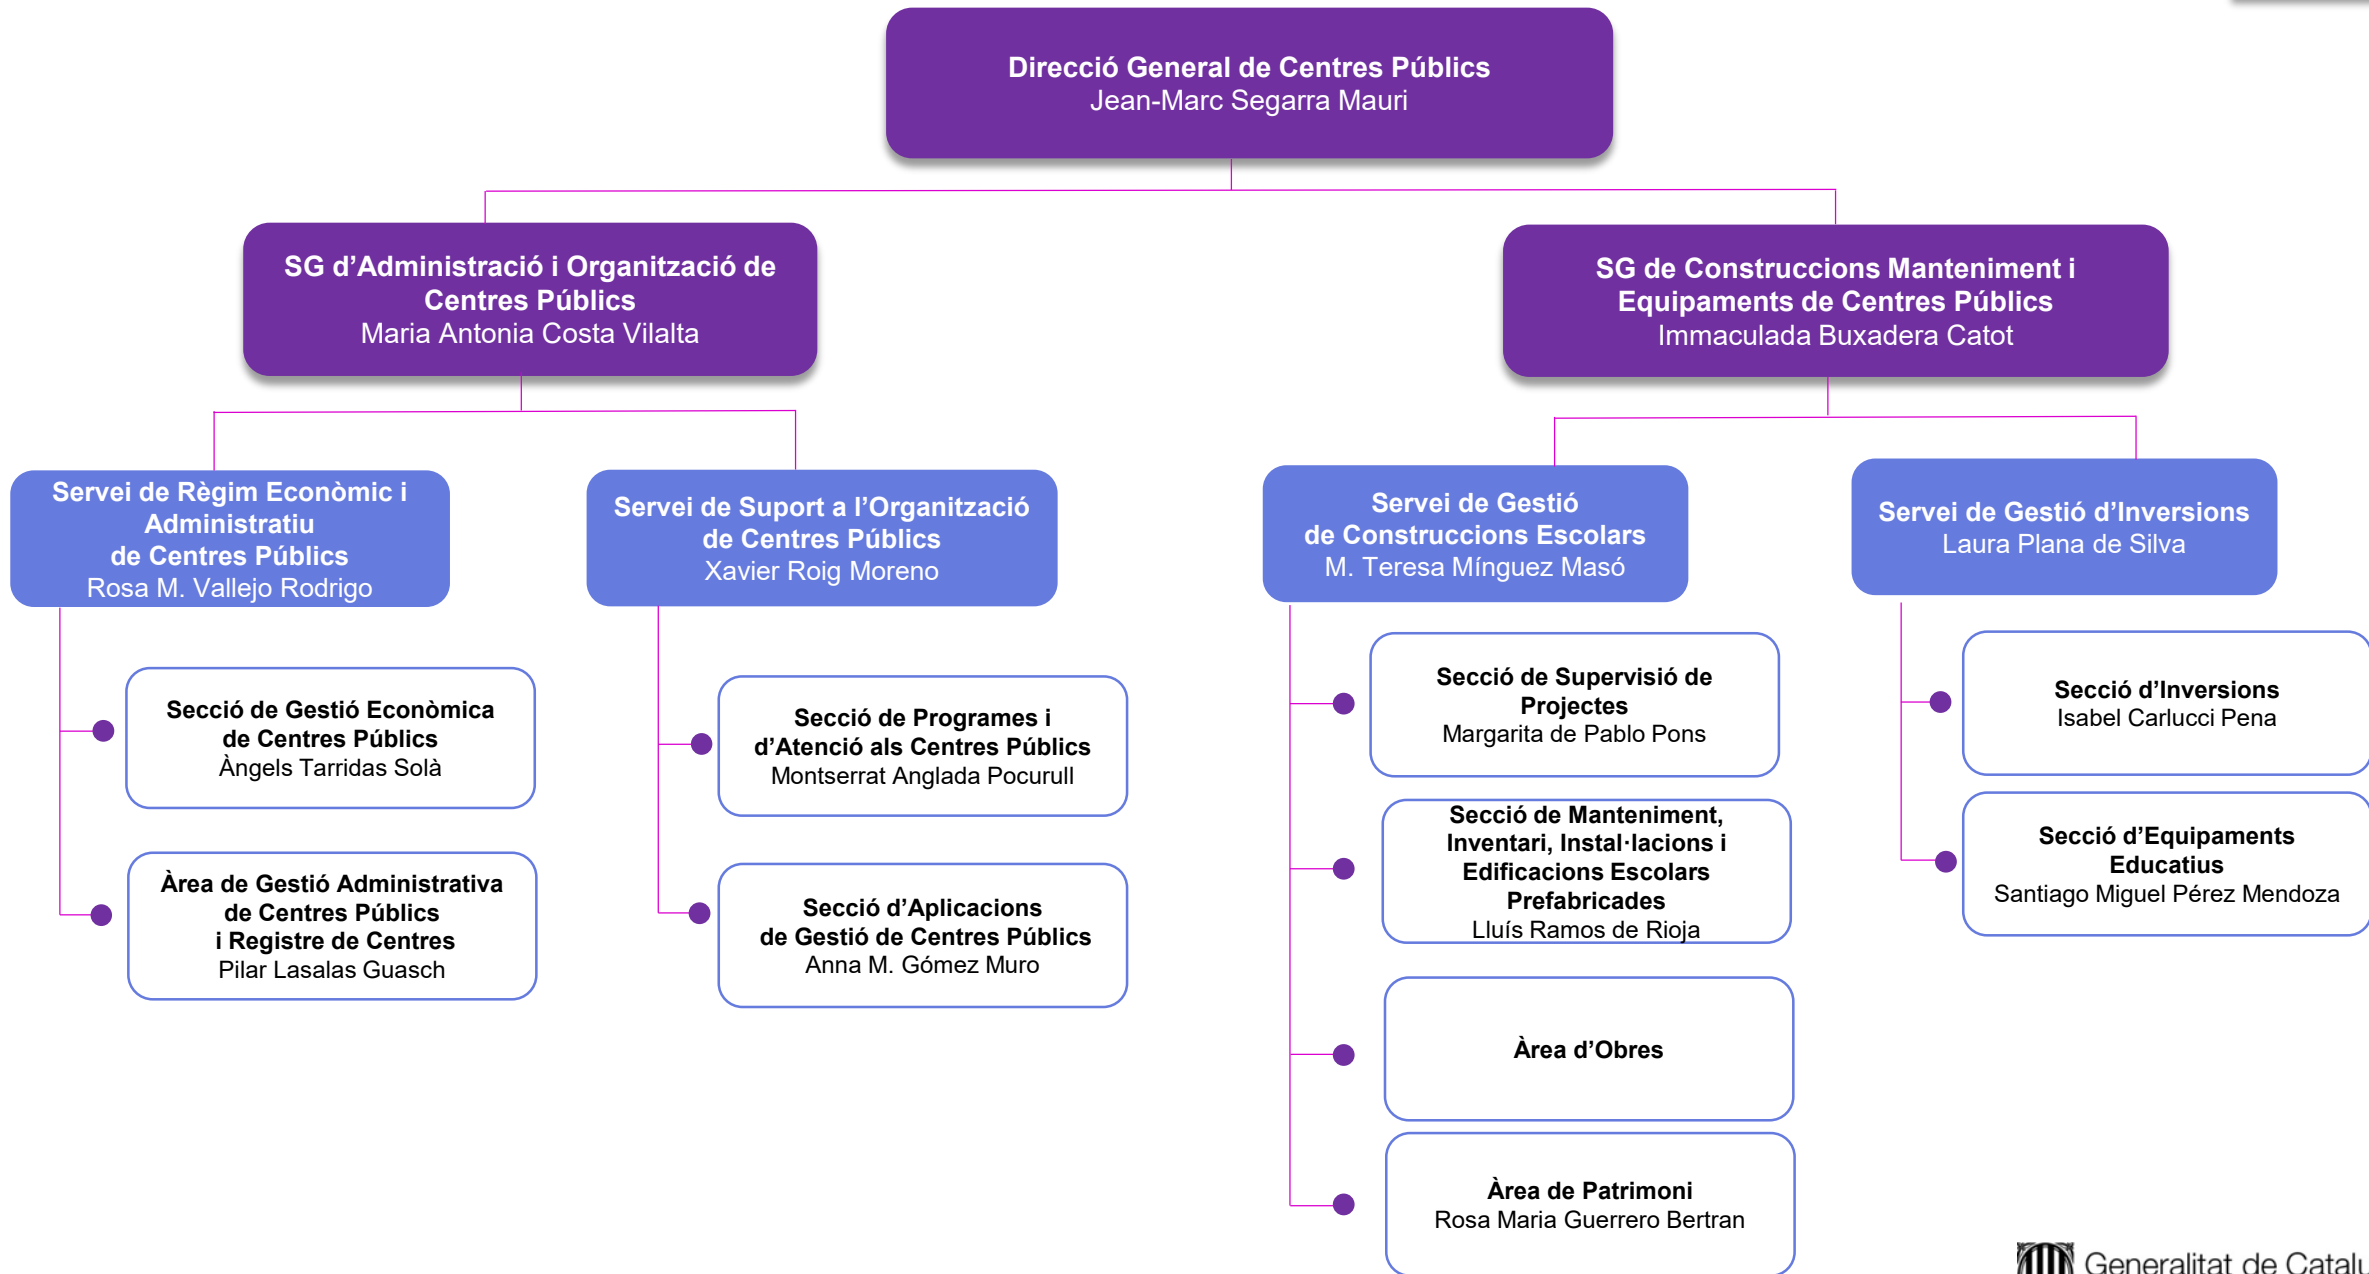 Direcció General de Centres Públics
Jean-Marc Segarra Mauri
SG d’Administració i Organització de
Centres Públics
Maria Antonia Costa Vilalta
SG de Construccions Manteniment i
Equipaments de Centres Públics
Immaculada Buxadera Catot
Servei de Règim Econòmic i
Administratiu
de Centres Públics
Rosa M. Vallejo Rodrigo
Servei de Suport a l’Organització
de Centres Públics
Xavier Roig Moreno
Servei de Gestió
de Construccions Escolars
M. Teresa Mínguez Masó
Servei de Gestió d’Inversions
Laura Plana de Silva
Secció de Gestió Econòmica
de Centres Públics
Àngels Tarridas Solà
Àrea de Gestió Administrativa
de Centres Públics
i Registre de Centres
Pilar Lasalas Guasch
Secció de Programes i
d’Atenció als Centres Públics
Montserrat Anglada Pocurull
Secció d’Aplicacions
de Gestió de Centres Públics
Anna M. Gómez Muro
Secció de Supervisió de
Projectes
Margarita de Pablo Pons
Secció de Manteniment,
Inventari, Instal·lacions i
Edificacions Escolars
Prefabricades
Lluís Ramos de Rioja
Àrea d’Obres
Àrea de Patrimoni
Rosa Maria Guerrero Bertran
Secció d’Inversions
Isabel Carlucci Pena
Secció d’Equipaments
Educatius
Santiago Miguel Pérez Mendoza
Generalitat de Catalu